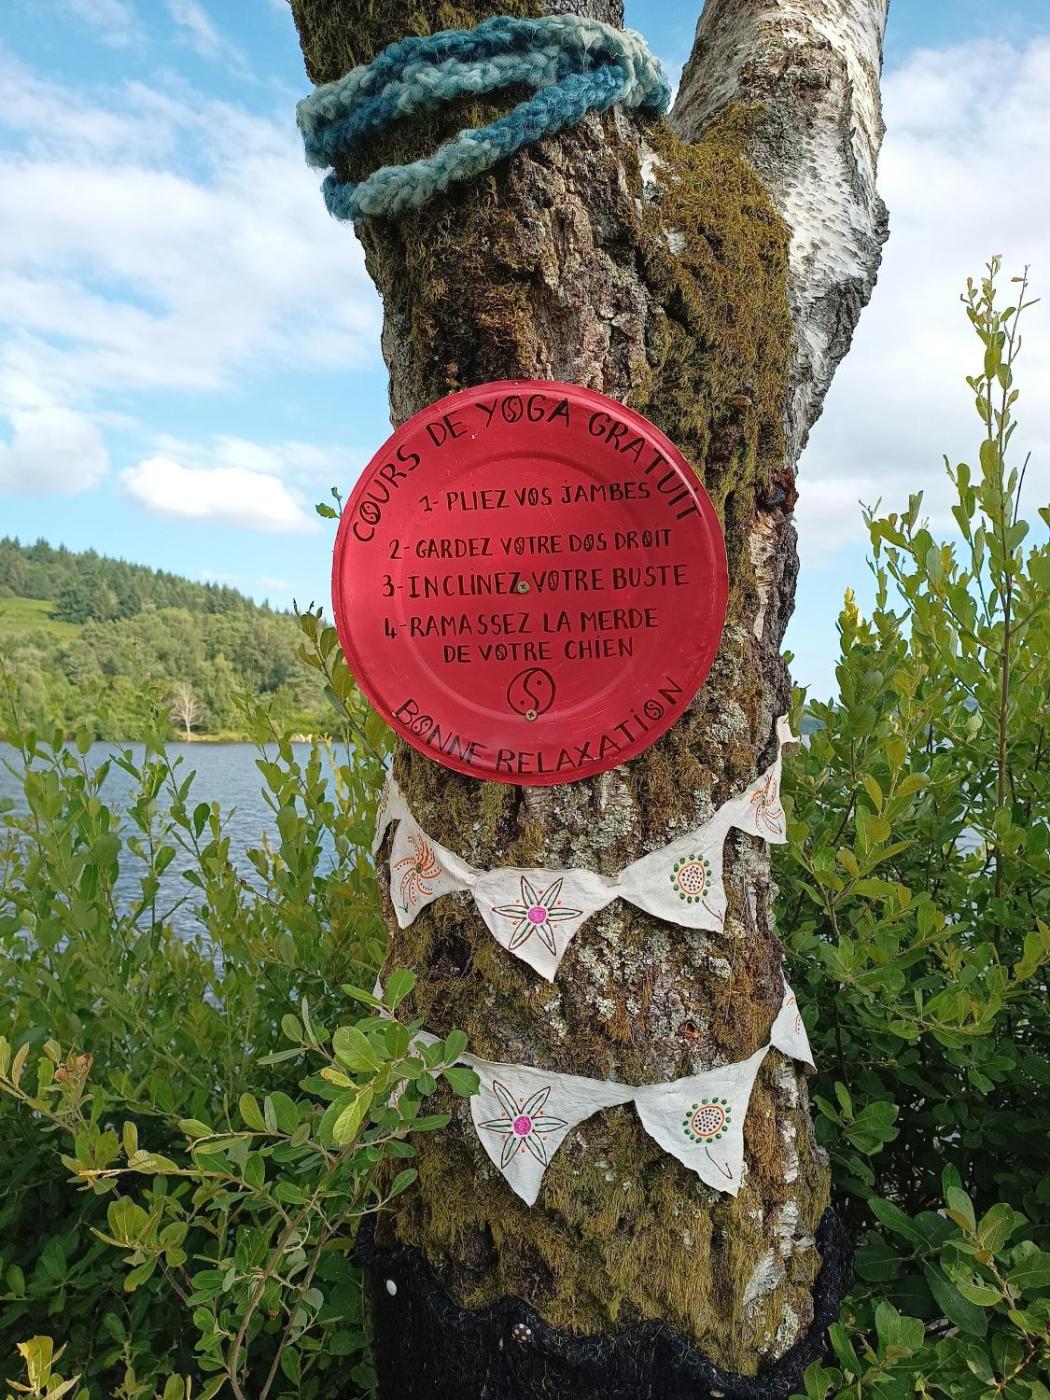 COURS DE YOGA GRATUIT
1- PLIEZ VOS JAMBES
2- GARDEZ VOTRE DOS DROIT
3- INCLINEZ VOTRE BUSTE
4- RAMASSEZ LA MERDE
DE VOTRE CHIEN
BONNE RELAXATION